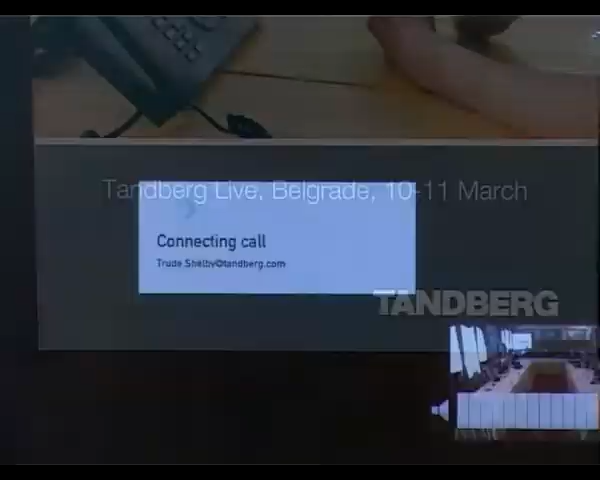 Tandberg Live, Belgrade, 10-11 March
Connecting call
Trude.Shelby@tandberg.com
TANDBERG